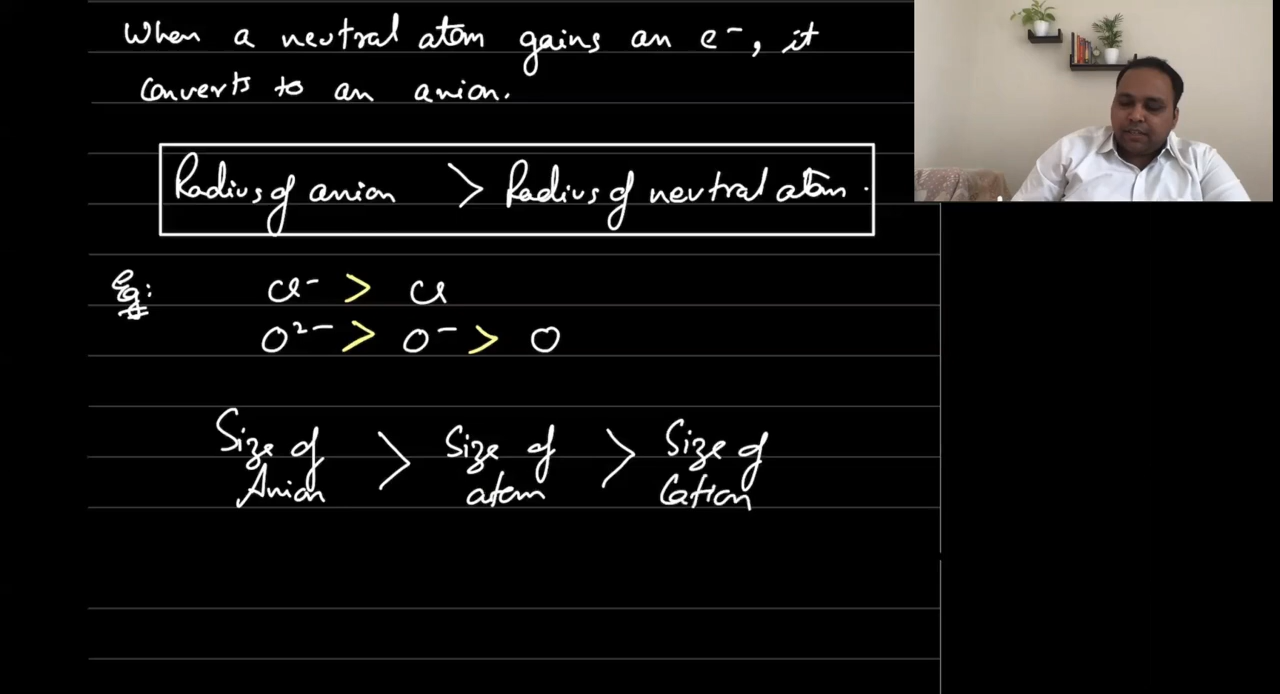 When a neutral atom gains an e⁻, it
converts to an anion.
Radius of anion > Radius of neutral atom.
Eg:
Cl⁻ > Cl
O²⁻ > O⁻ > O
Size of Anion > Size of atom > Size of Cation